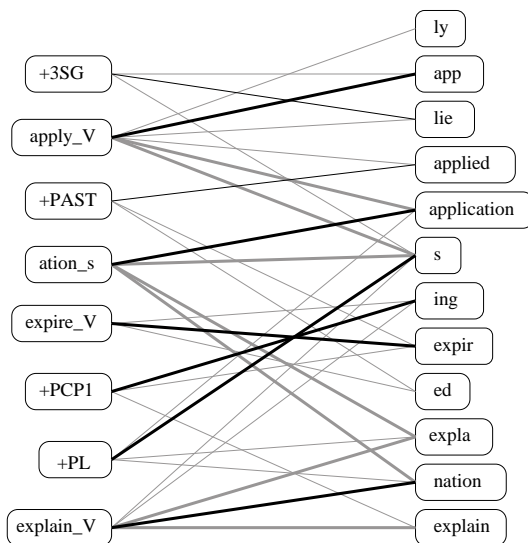 +3SG
apply_V
+PAST
ation_s
expire_V
+PCP1
+PL
explain_V
ly
app
lie
applied
application
s
ing
expir
ed
expla
nation
explain